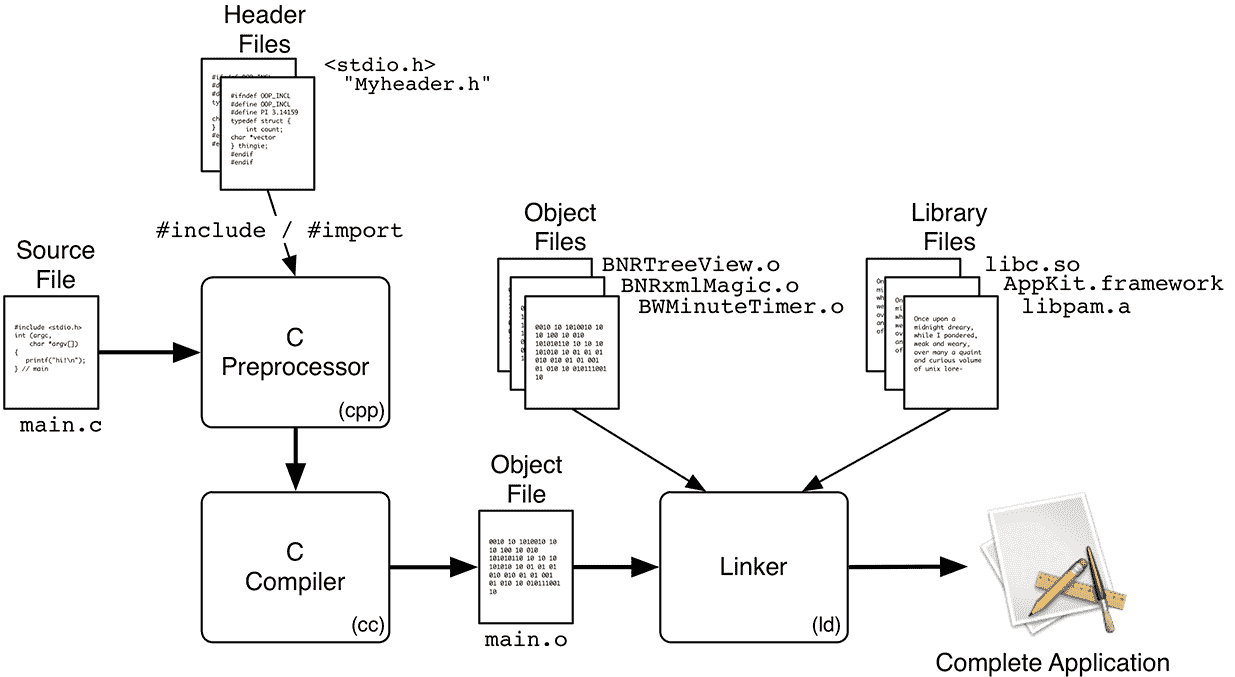 Header
Files
<stdio.h>
"Myheader.h"
#ifndef OOP_INCL
#define OOP_INCL
#define PI 3.14159
typedef struct {
int count;
char *vector
} thingie;
#endif
#endif
#include / #import
Source
File
#include <stdio.h>
int (argc,
char *argv[])
{
printf("hi!\n");
} // main
main.c
C
Preprocessor
(cpp)
Object
Files
BNRTreeView.o
BNRxmlMagic.o
BWMinuteTimer.o
0010 10 1010010 10
10 100 10 010
101010110 10 10 10
101010 10 01 01 01
010 010 01 01 001
01 010 10 010111001
10
Library
Files
libc.so
AppKit.framework
libpam.a
Once upon a
midnight dreary,
while I pondered,
weak and weary,
over many a quaint
and curious volume
of unix lore-
C
Compiler
(cc)
Object
File
0010 10 1010010 10
10 100 10 010
101010110 10 10 10
101010 10 01 01 01
010 010 01 01 001
01 010 10 010111001
10
main.o
Linker
(ld)
Complete Application